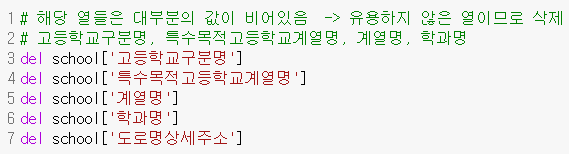 1 # 해당 열들은 대부분의 값이 비어있음 -> 유용하지 않은 열이므로 삭제
2 # 고등학교구분명, 특수목적고등학교계열명, 계열명, 학과명
3 del school['고등학교구분명']
4 del school['특수목적고등학교계열명']
5 del school['계열명']
6 del school['학과명']
7 del school['도로명상세주소']